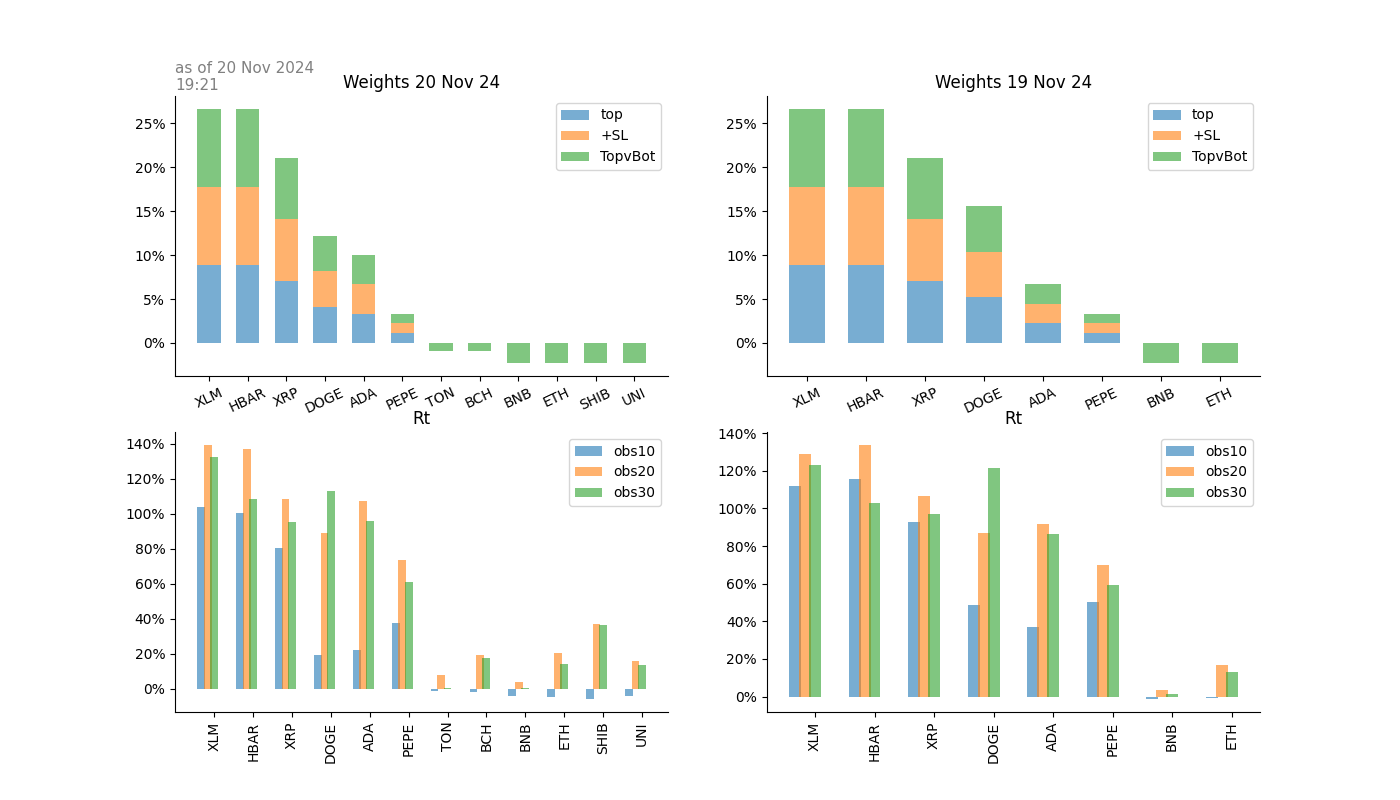 as of 20 Nov 2024
19:21
Weights 20 Nov 24
25%
20%
15%
10%
5%
0%
top
+SL
TopvBot
XLM HBAR XRP DOGE ADA PEPE TON BCH BNB ETH SHIB UNI
Weights 19 Nov 24
25%
20%
15%
10%
5%
0%
top
+SL
TopvBot
XLM HBAR XRP DOGE ADA PEPE BNB ETH
Rt
140%
120%
100%
80%
60%
40%
20%
0%
obs10
obs20
obs30
XLM HBAR XRP DOGE ADA PEPE TON BCH BNB ETH SHIB UNI
Rt
140%
120%
100%
80%
60%
40%
20%
0%
obs10
obs20
obs30
XLM HBAR XRP DOGE ADA PEPE BNB ETH